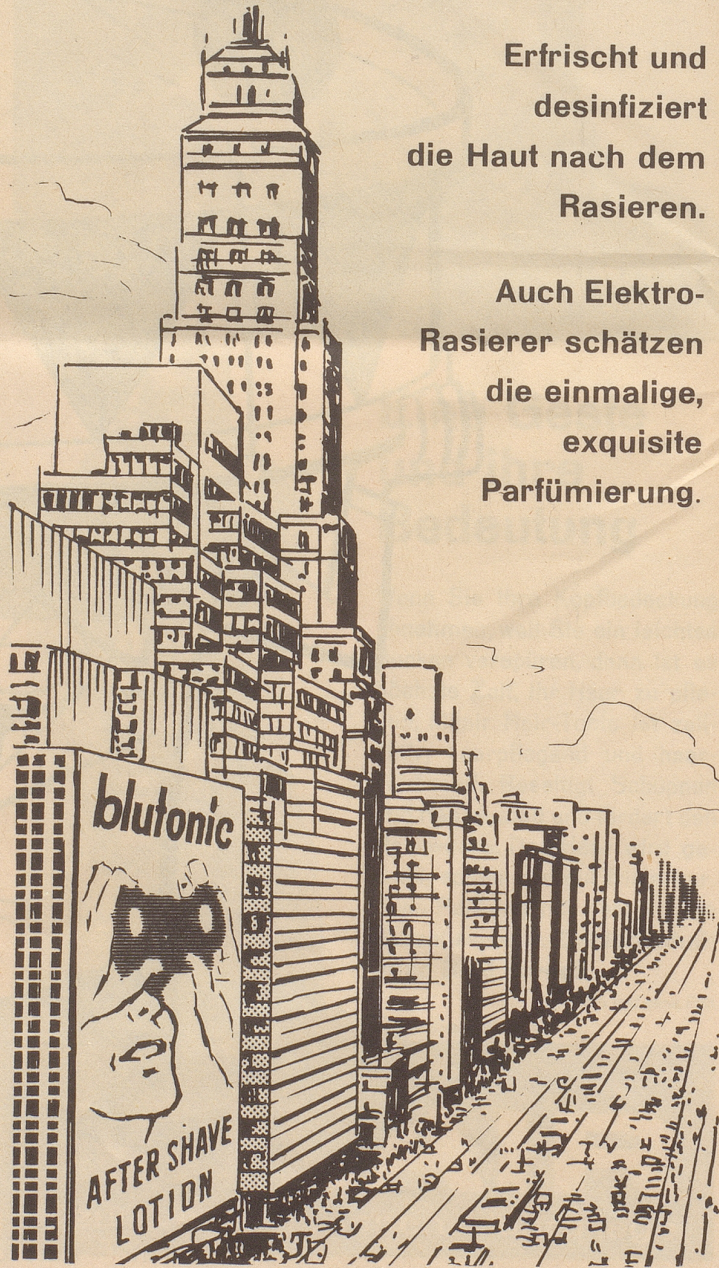 Erfrischt und
desinfiziert
die Haut nach dem
Rasieren.
Auch Elektro-
Rasierer schätzen
die einmalige,
exquisite
Parfümierung.
blutonic
AFTER SHAVE
LOTION